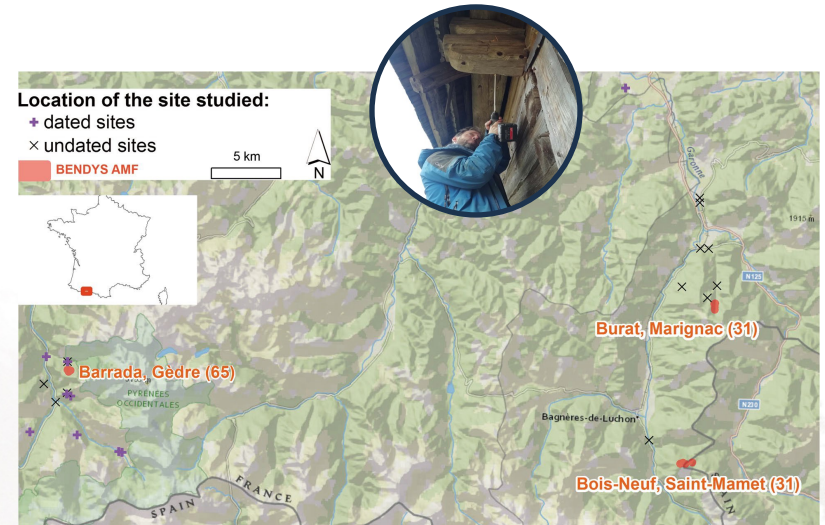 Location of the site studied:
+ dated sites
× undated sites
BENDYS AMF
5 km
N
Garonne
1915 m
N125
Burat, Marignac (31)
Barrada, Gèdre (65)
PYRÉNÉES
OCCIDENTALES
N230
Bagnères-de-Luchon
Bois-Neuf, Saint-Mamet (31)
FRANCE
SPAIN